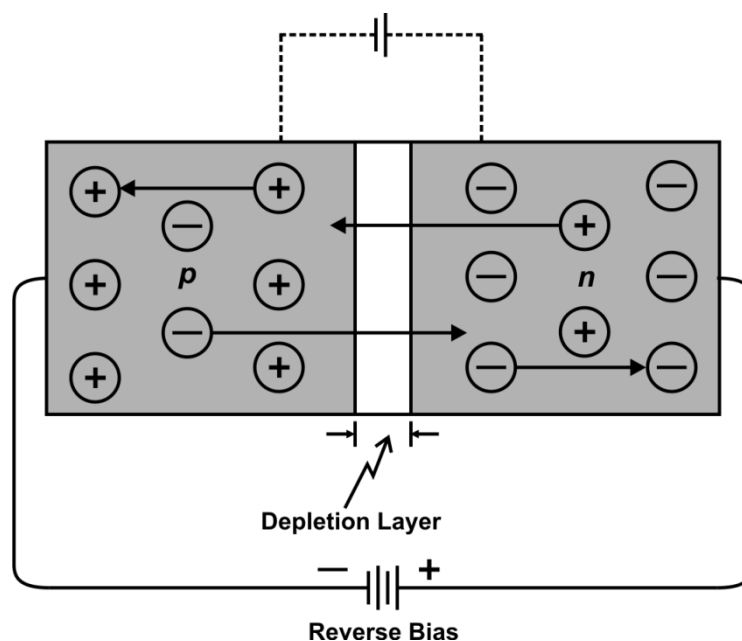 + + − −
− +
p n
+ + − −
− +
+ + − −
Depletion Layer
− +
Reverse Bias